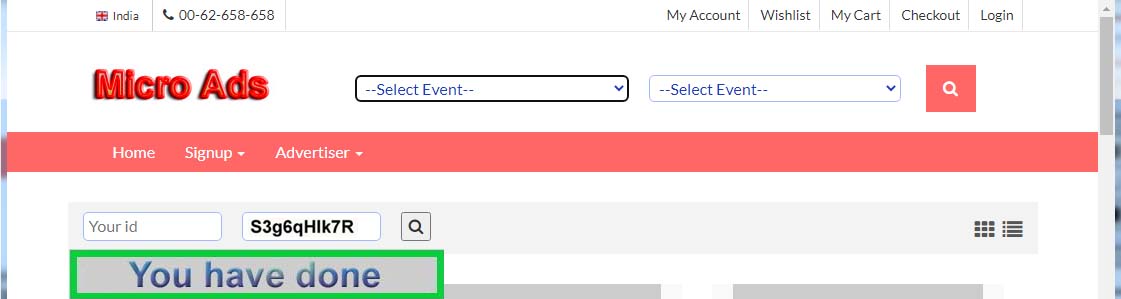 India 00-62-658-658 My Account Wishlist My Cart Checkout Login
Micro Ads --Select Event-- --Select Event--
Home Signup Advertiser
Your id S3g6qHIk7R
You have done